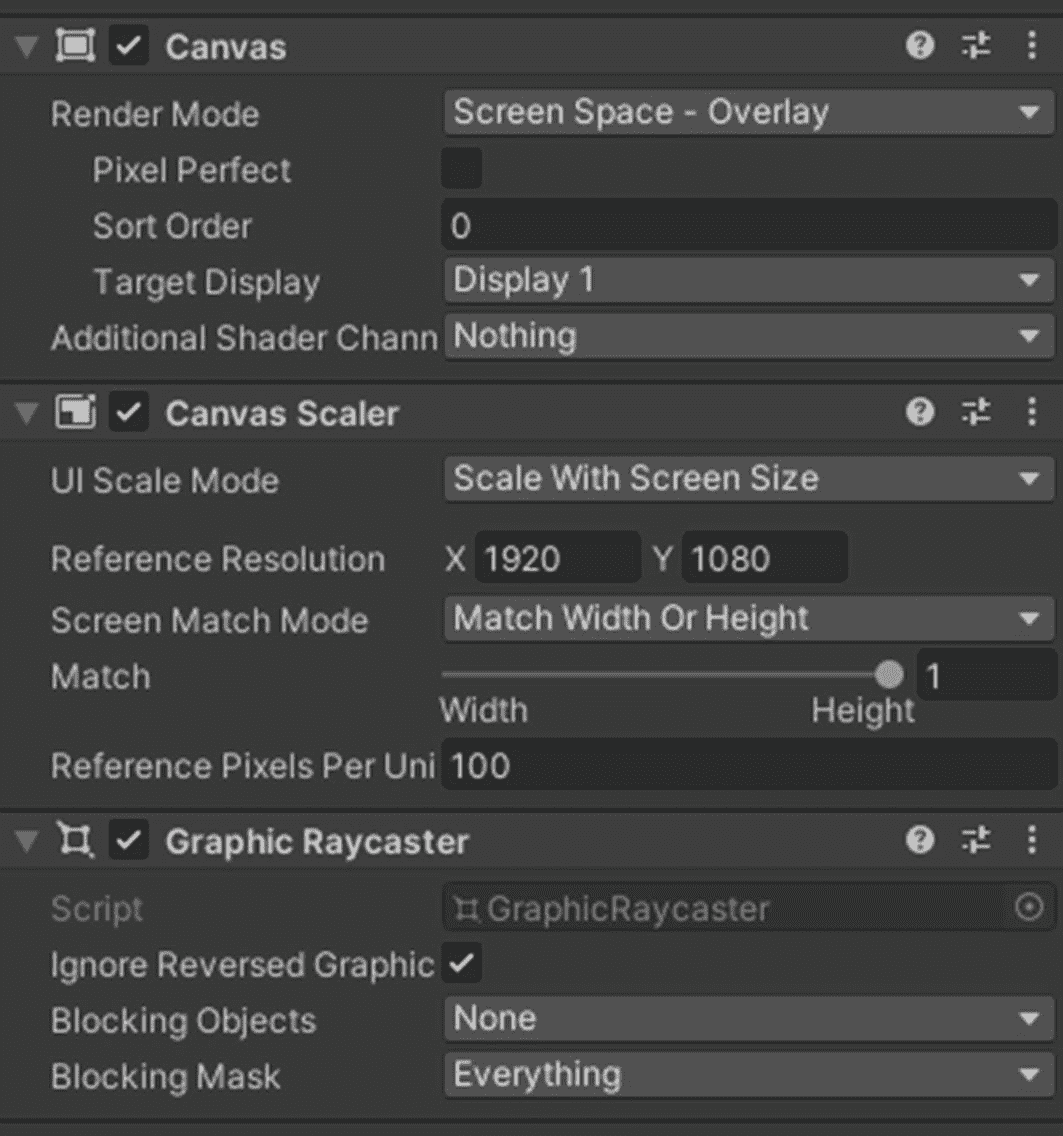 Canvas
Render Mode Screen Space - Overlay
Pixel Perfect
Sort Order 0
Target Display Display 1
Additional Shader Chann Nothing
Canvas Scaler
UI Scale Mode Scale With Screen Size
Reference Resolution X 1920 Y 1080
Screen Match Mode Match Width Or Height
Match 1
Width Height
Reference Pixels Per Uni 100
Graphic Raycaster
Script GraphicRaycaster
Ignore Reversed Graphic
Blocking Objects None
Blocking Mask Everything